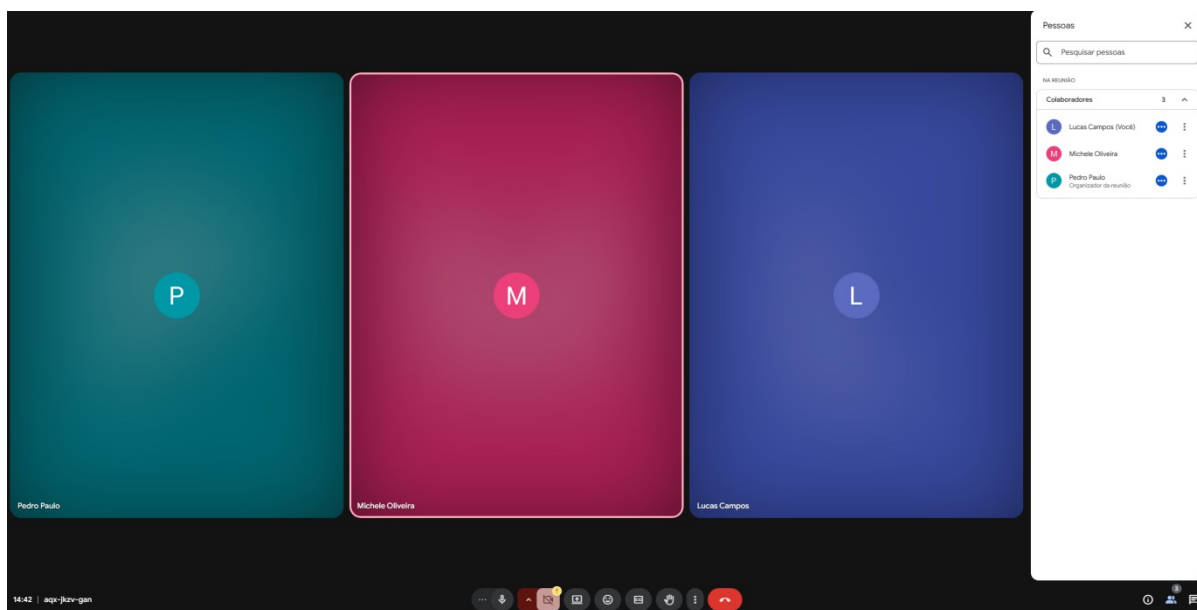 P
Pedro Paulo
M
Michele Oliveira
L
Lucas Campos
Pessoas
Pesquisar pessoas
NA REUNIÃO
Colaboradores 3
L Lucas Campos (Você)
M Michele Oliveira
P Pedro Paulo
Organizador da reunião
14:42 | aqx-jkzv-gan
3